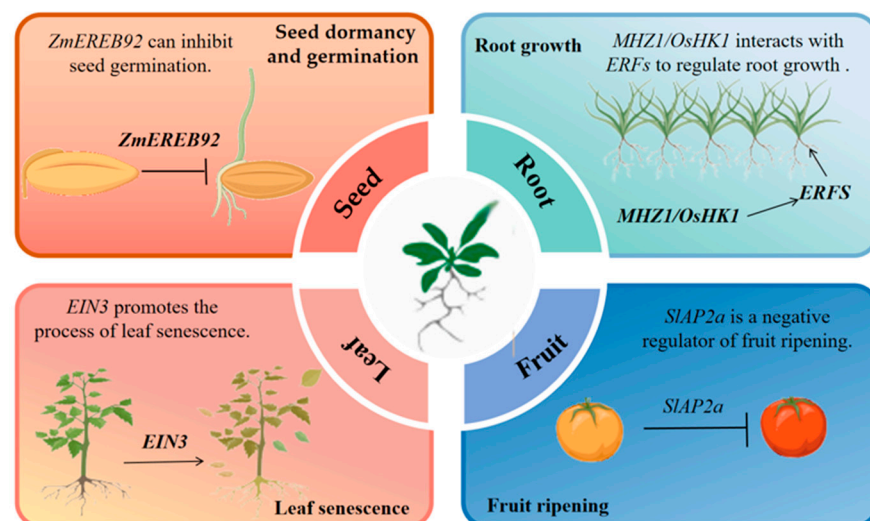 ZmEREB92 can inhibit
seed germination.
Seed dormancy
and germination
ZmEREB92
Seed
Root growth
MHZ1/OsHK1 interacts with
ERFs to regulate root growth .
ERFS
MHZ1/OsHK1
Root
EIN3 promotes the
process of leaf senescence.
EIN3
Leaf senescence
Leaf
SlAP2a is a negative
regulator of fruit ripening.
SlAP2a
Fruit ripening
Fruit